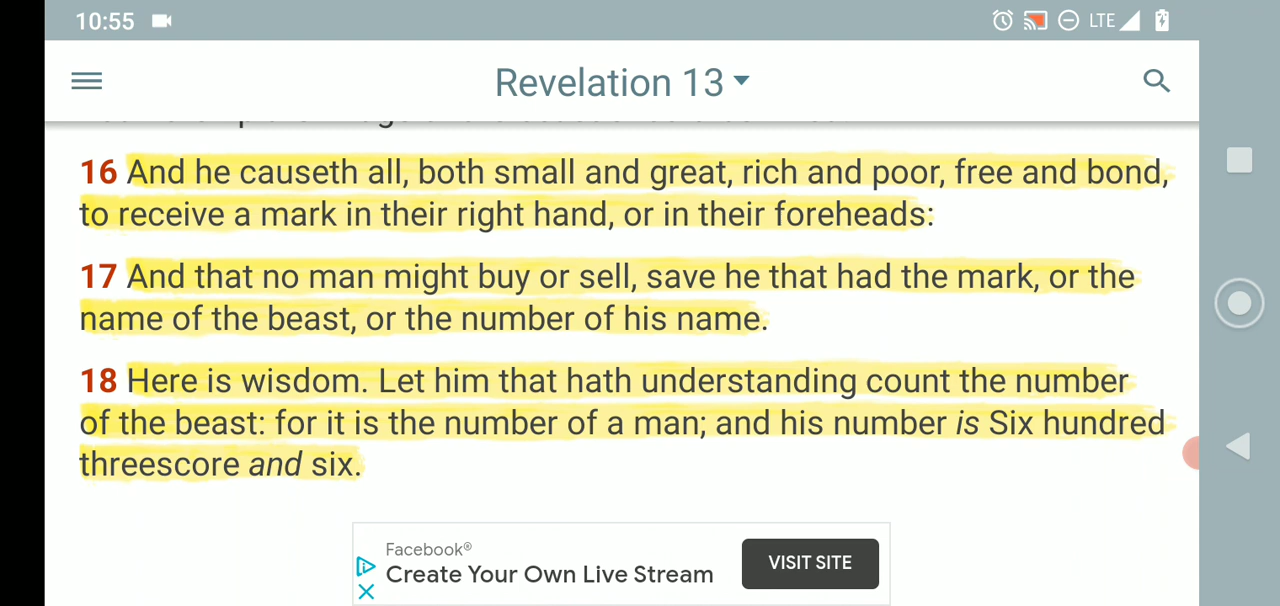 10:55
LTE
Revelation 13
16 And he causeth all, both small and great, rich and poor, free and bond,
to receive a mark in their right hand, or in their foreheads:
17 And that no man might buy or sell, save he that had the mark, or the
name of the beast, or the number of his name.
18 Here is wisdom. Let him that hath understanding count the number
of the beast: for it is the number of a man; and his number is Six hundred
threescore and six.
Facebook®
Create Your Own Live Stream
VISIT SITE